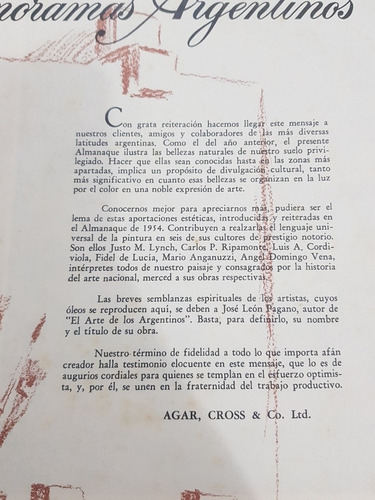 noramas Argentinos
Con grata reiteración hacemos llegar este mensaje a
nuestros clientes, amigos y colaboradores de las más diversas
latitudes argentinas. Como el del año anterior, el presente
Almanaque ilustra las bellezas naturales de nuestro suelo privi-
legiado. Hacer que ellas sean conocidas hasta en las zonas más
apartadas, implica un propósito de divulgación cultural, tanto
más significativo en cuanto esas bellezas se organizan en la luz
por el color en una noble expresión de arte.
Conocernos mejor para apreciarnos más, pudiera ser el
lema de estas aportaciones estéticas, introducidas y reiteradas en
el Almanaque de 1954. Contribuyen a realzarlas el lenguaje uni-
versal de la pintura en seis de sus cultores de prestigio notorio.
Son ellos Justo M. Lynch, Carlos P. Ripamonte, Luis A. Cordi-
viola, Fidel de Lucía, Mario Anganuzzi, Angel Domingo Vena,
intérpretes todos de nuestro paisaje y consagrados por la historia
del arte nacional, merced a sus obras respectivas.
Las breves semblanzas espirituales de los artistas, cuyos
óleos se reproducen aquí, se deben a José León Pagano, autor de
"El Arte de los Argentinos". Basta, para definirlo, su nombre
y el título de su obra.
Nuestro término de fidelidad a todo lo que importa afán
creador halla testimonio elocuente en este mensaje, que lo es de
augurios cordiales para quienes se templan en el esfuerzo optimis-
ta, y, por él, se unen en la fraternidad del trabajo productivo.
AGAR, CROSS & Co. Ltd.